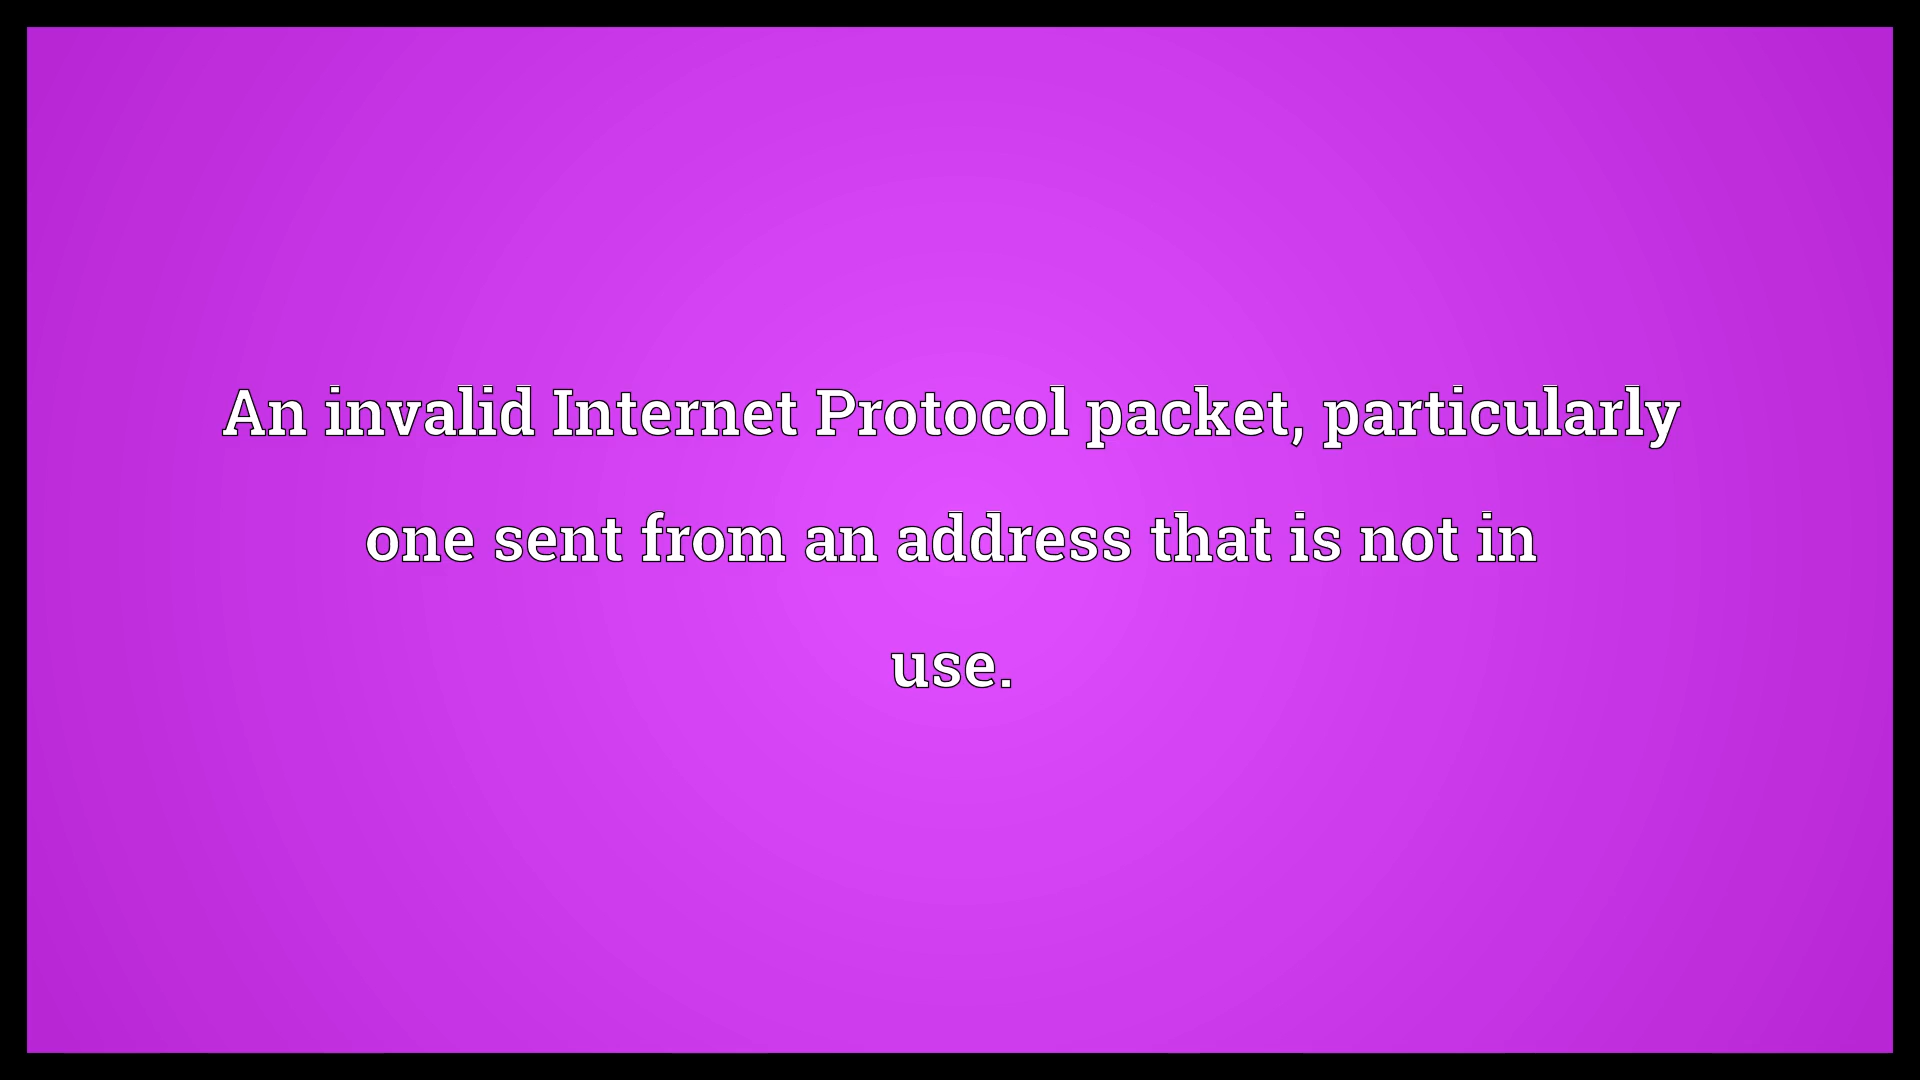 An invalid Internet Protocol packet, particularly
one sent from an address that is not in
use.